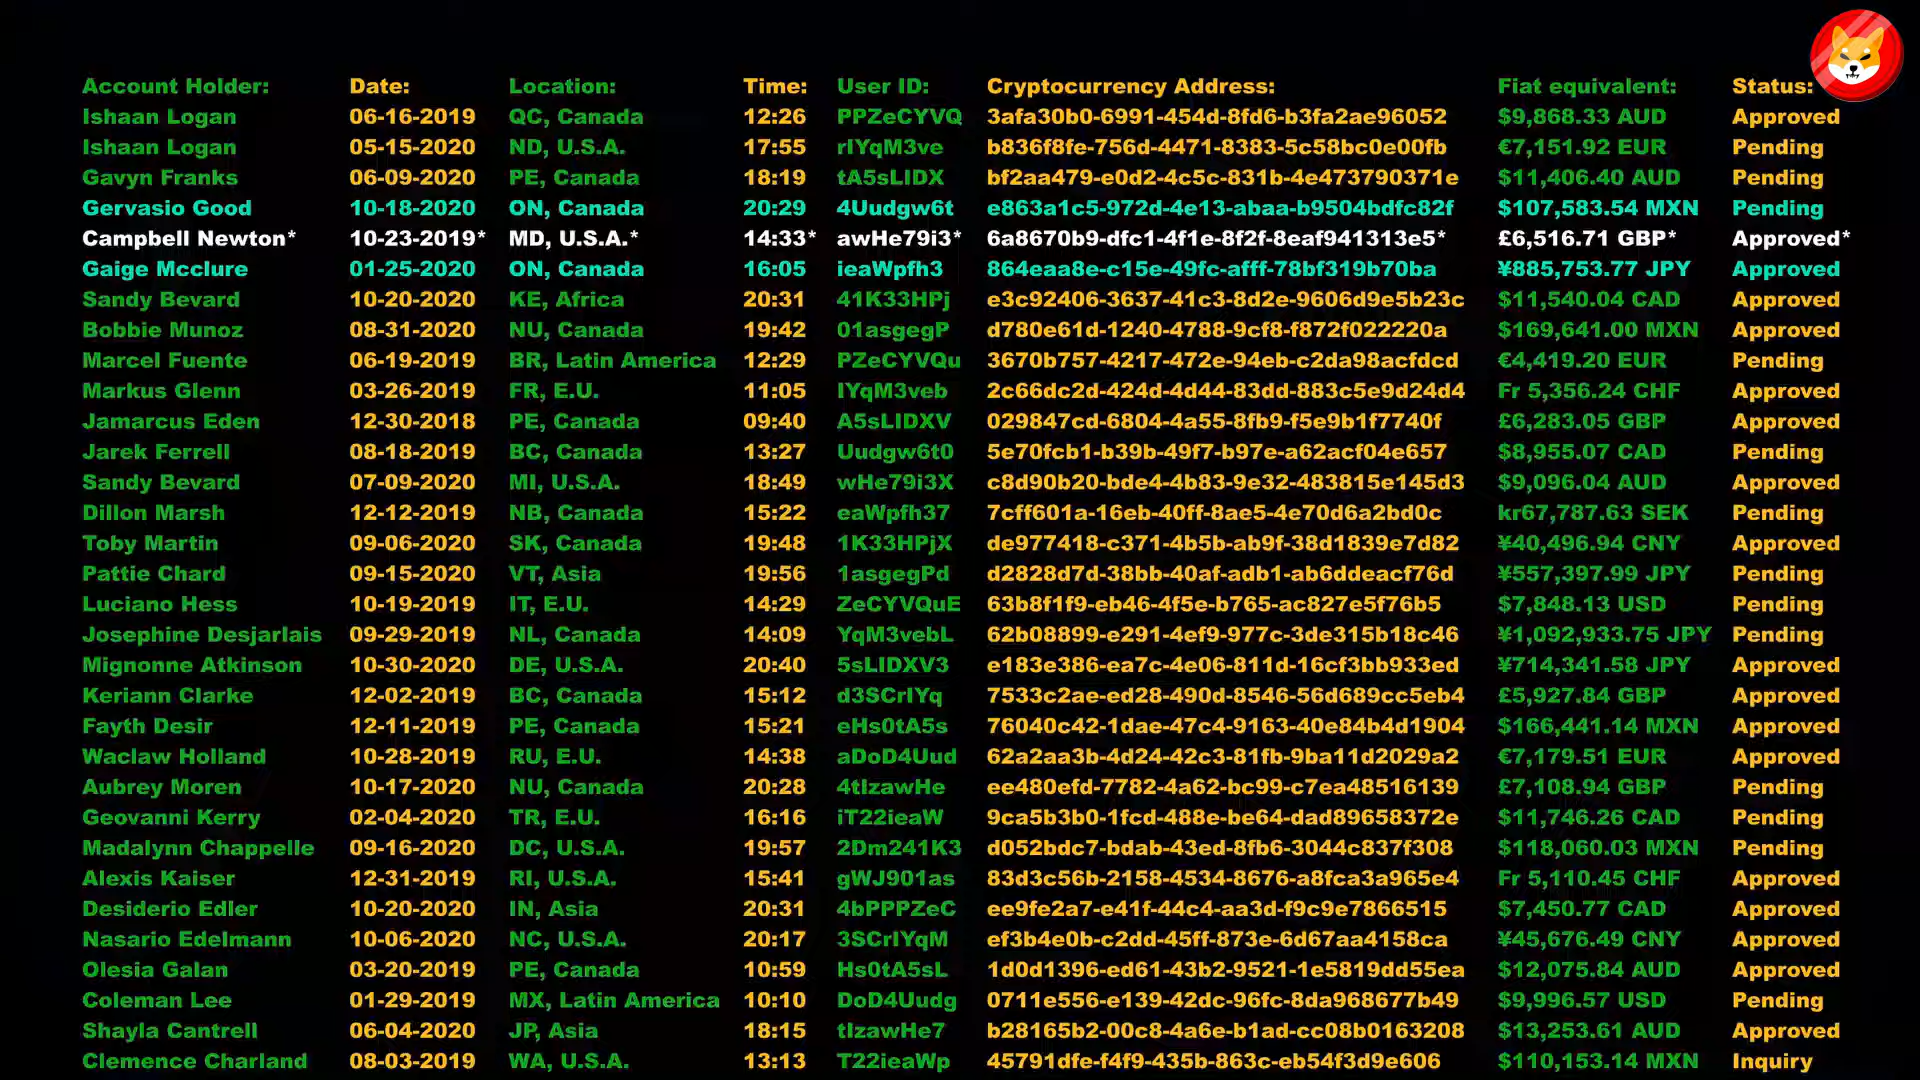 Account Holder: Date: Location: Time: User ID: Cryptocurrency Address: Fiat equivalent: Status:
Ishaan Logan 06-16-2019 QC, Canada 12:26 PPZeCYVQ 3afa30b0-6991-454d-8fd6-b3fa2ae96052 $9,868.33 AUD Approved
Ishaan Logan 05-15-2020 ND, U.S.A. 17:55 rIYqM3ve b836f8fe-756d-4471-8383-5c58bc0e00fb €7,151.92 EUR Pending
Gavyn Franks 06-09-2020 PE, Canada 18:19 tA5sLIDX bf2aa479-e0d2-4c5c-831b-4e473790371e $11,406.40 AUD Pending
Gervasio Good 10-18-2020 ON, Canada 20:29 4Uudgw6t e863a1c5-972d-4e13-abaa-b9504bdfc82f $107,583.54 MXN Pending
Campbell Newton* 10-23-2019* MD, U.S.A.* 14:33* awHe79i3* 6a8670b9-dfc1-4f1e-8f2f-8eaf941313e5* £6,516.71 GBP* Approved*
Gaige Mcclure 01-25-2020 ON, Canada 16:05 ieaWpfh3 864eaa8e-c15e-49fc-afff-78bf319b70ba ¥885,753.77 JPY Approved
Sandy Bevard 10-20-2020 KE, Africa 20:31 41K33HPj e3c92406-3637-41c3-8d2e-9606d9e5b23c $11,540.04 CAD Approved
Bobbie Munoz 08-31-2020 NU, Canada 19:42 01asgegP d780e61d-1240-4788-9cf8-f872f022220a $169,641.00 MXN Approved
Marcel Fuente 06-19-2019 BR, Latin America 12:29 PZeCYVQu 3670b757-4217-472e-94eb-c2da98acfdcd €4,419.20 EUR Pending
Markus Glenn 03-26-2019 FR, E.U. 11:05 IYqM3veb 2c66dc2d-424d-4d44-83dd-883c5e9d24d4 Fr 5,356.24 CHF Approved
Jamarcus Eden 12-30-2018 PE, Canada 09:40 A5sLIDXV 029847cd-6804-4a55-8fb9-f5e9b1f7740f £6,283.05 GBP Approved
Jarek Ferrell 08-18-2019 BC, Canada 13:27 Uudgw6t0 5e70fcb1-b39b-49f7-b97e-a62acf04e657 $8,955.07 CAD Pending
Sandy Bevard 07-09-2020 MI, U.S.A. 18:49 wHe79i3X c8d90b20-bde4-4b83-9e32-483815e145d3 $9,096.04 AUD Approved
Dillon Marsh 12-12-2019 NB, Canada 15:22 eaWpfh37 7cff601a-16eb-40ff-8ae5-4e70d6a2bd0c kr67,787.63 SEK Pending
Toby Martin 09-06-2020 SK, Canada 19:48 1K33HPjX de977418-c371-4b5b-ab9f-38d1839e7d82 ¥40,496.94 CNY Approved
Pattie Chard 09-15-2020 VT, Asia 19:56 1asgegPd d2828d7d-38bb-40af-adb1-ab6ddeacf76d ¥557,397.99 JPY Pending
Luciano Hess 10-19-2019 IT, E.U. 14:29 ZeCYVQuE 63b8f1f9-eb46-4f5e-b765-ac827e5f76b5 $7,848.13 USD Pending
Josephine Desjarlais 09-29-2019 NL, Canada 14:09 YqM3vebL 62b08899-e291-4ef9-977c-3de315b18c46 ¥1,092,933.75 JPY Pending
Mignonne Atkinson 10-30-2020 DE, U.S.A. 20:40 5sLIDXV3 e183e386-ea7c-4e06-811d-16cf3bb933ed ¥714,341.58 JPY Approved
Keriann Clarke 12-02-2019 BC, Canada 15:12 d3SCrIYq 7533c2ae-ed28-490d-8546-56d689cc5eb4 £5,927.84 GBP Approved
Fayth Desir 12-11-2019 PE, Canada 15:21 eHs0tA5s 76040c42-1dae-47c4-9163-40e84b4d1904 $166,441.14 MXN Approved
Waclaw Holland 10-28-2019 RU, E.U. 14:38 aDoD4Uud 62a2aa3b-4d24-42c3-81fb-9ba11d2029a2 €7,179.51 EUR Approved
Aubrey Moren 10-17-2020 NU, Canada 20:28 4tIzawHe ee480efd-7782-4a62-bc99-c7ea48516139 £7,108.94 GBP Pending
Geovanni Kerry 02-04-2020 TR, E.U. 16:16 iT22ieaW 9ca5b3b0-1fcd-488e-be64-dad89658372e $11,746.26 CAD Pending
Madalynn Chappelle 09-16-2020 DC, U.S.A. 19:57 2Dm241K3 d052bdc7-bdab-43ed-8fb6-3044c837f308 $118,060.03 MXN Pending
Alexis Kaiser 12-31-2019 RI, U.S.A. 15:41 gWJ901as 83d3c56b-2158-4534-8676-a8fca3a965e4 Fr 5,110.45 CHF Approved
Desiderio Edler 10-20-2020 IN, Asia 20:31 4bPPPZeC ee9fe2a7-e41f-44c4-aa3d-f9c9e7866515 $7,450.77 CAD Approved
Nasario Edelmann 10-06-2020 NC, U.S.A. 20:17 3SCrIYqM ef3b4e0b-c2dd-45ff-873e-6d67aa4158ca ¥45,676.49 CNY Approved
Olesia Galan 03-20-2019 PE, Canada 10:59 Hs0tA5sL 1d0d1396-ed61-43b2-9521-1e5819dd55ea $12,075.84 AUD Approved
Coleman Lee 01-29-2019 MX, Latin America 10:10 DoD4Uudg 0711e556-e139-42dc-96fc-8da968677b49 $9,996.57 USD Pending
Shayla Cantrell 06-04-2020 JP, Asia 18:15 tIzawHe7 b28165b2-00c8-4a6e-b1ad-cc08b0163208 $13,253.61 AUD Approved
Clemence Charland 08-03-2019 WA, U.S.A. 13:13 T22ieaWp 45791dfe-f4f9-435b-863c-eb54f3d9e606 $110,153.14 MXN Inquiry